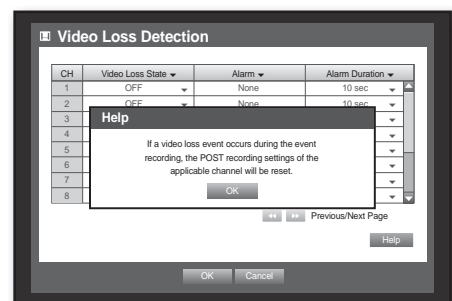 Video Loss Detection
CH Video Loss State Alarm Alarm Duration
1 OFF None 10 sec
2 OFF None 10 sec
3
4
5
6
7
8
Help
If a video loss event occurs during the event
recording, the POST recording settings of the
applicable channel will be reset.
OK
Previous/Next Page
Help
OK Cancel